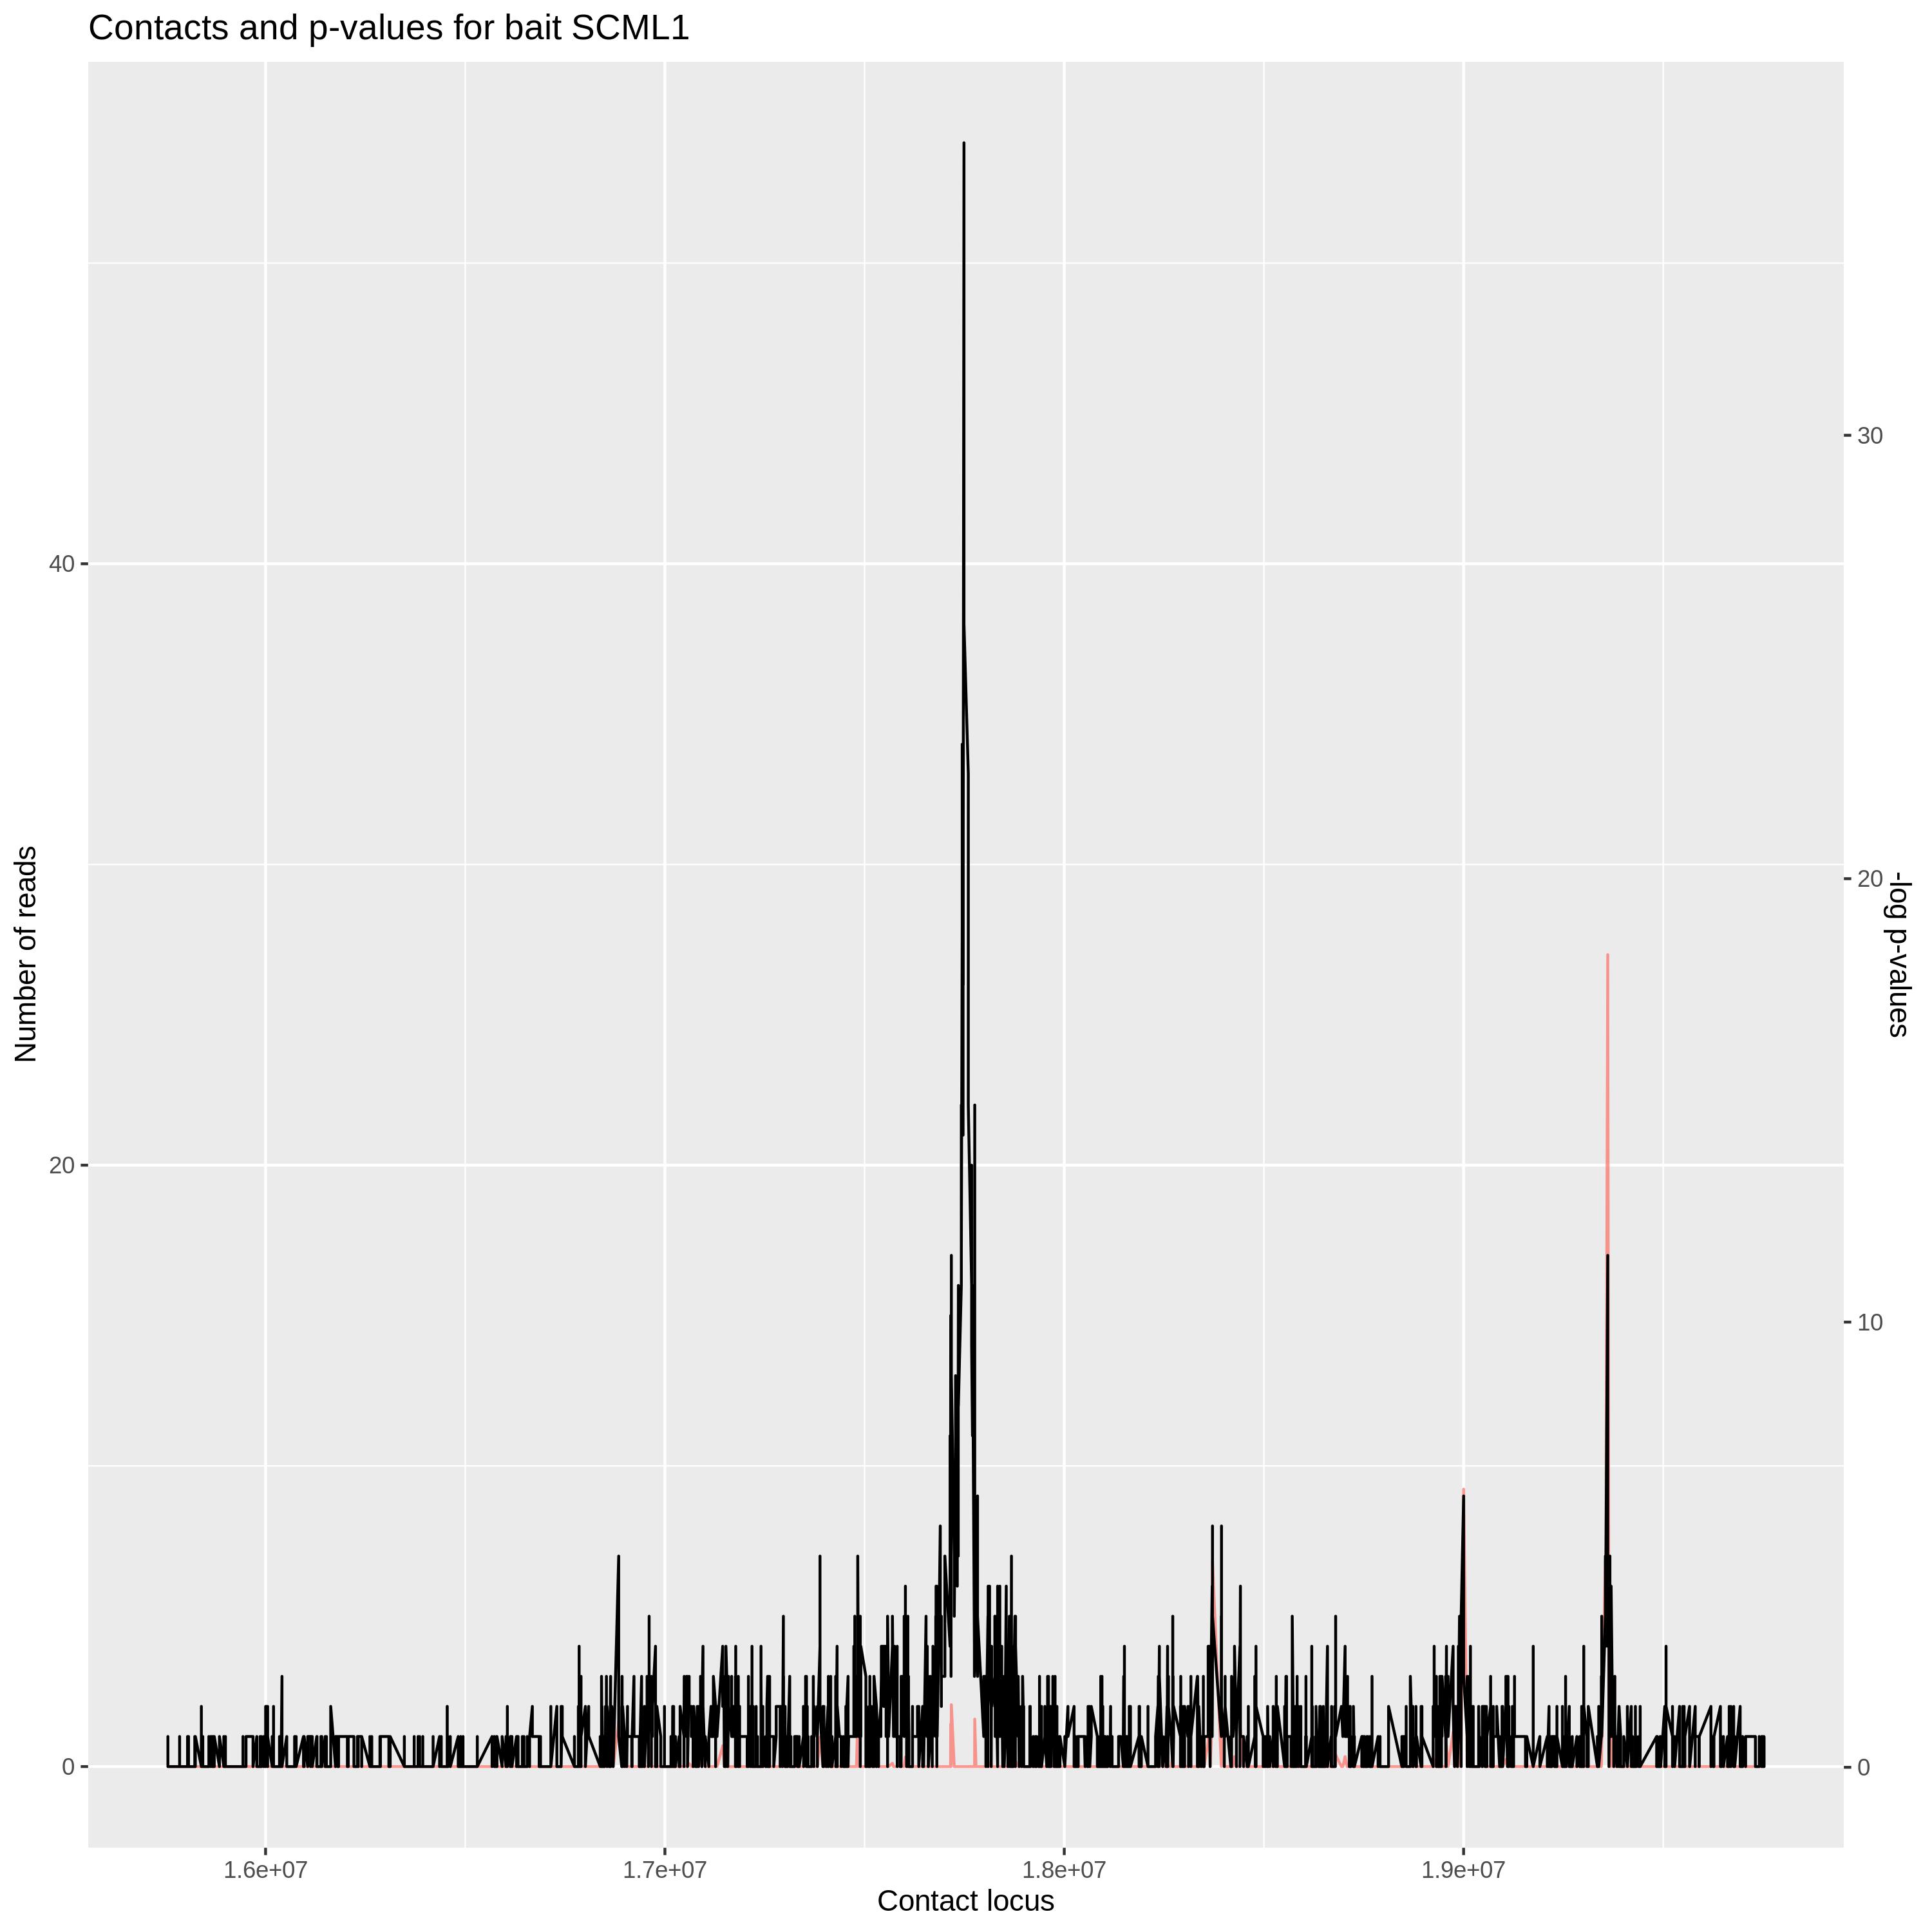 Contacts and p-values for bait SCML1
40
20
0
Number of reads
30
20
10
0
-log p-values
1.6e+07
1.7e+07
1.8e+07
1.9e+07
Contact locus